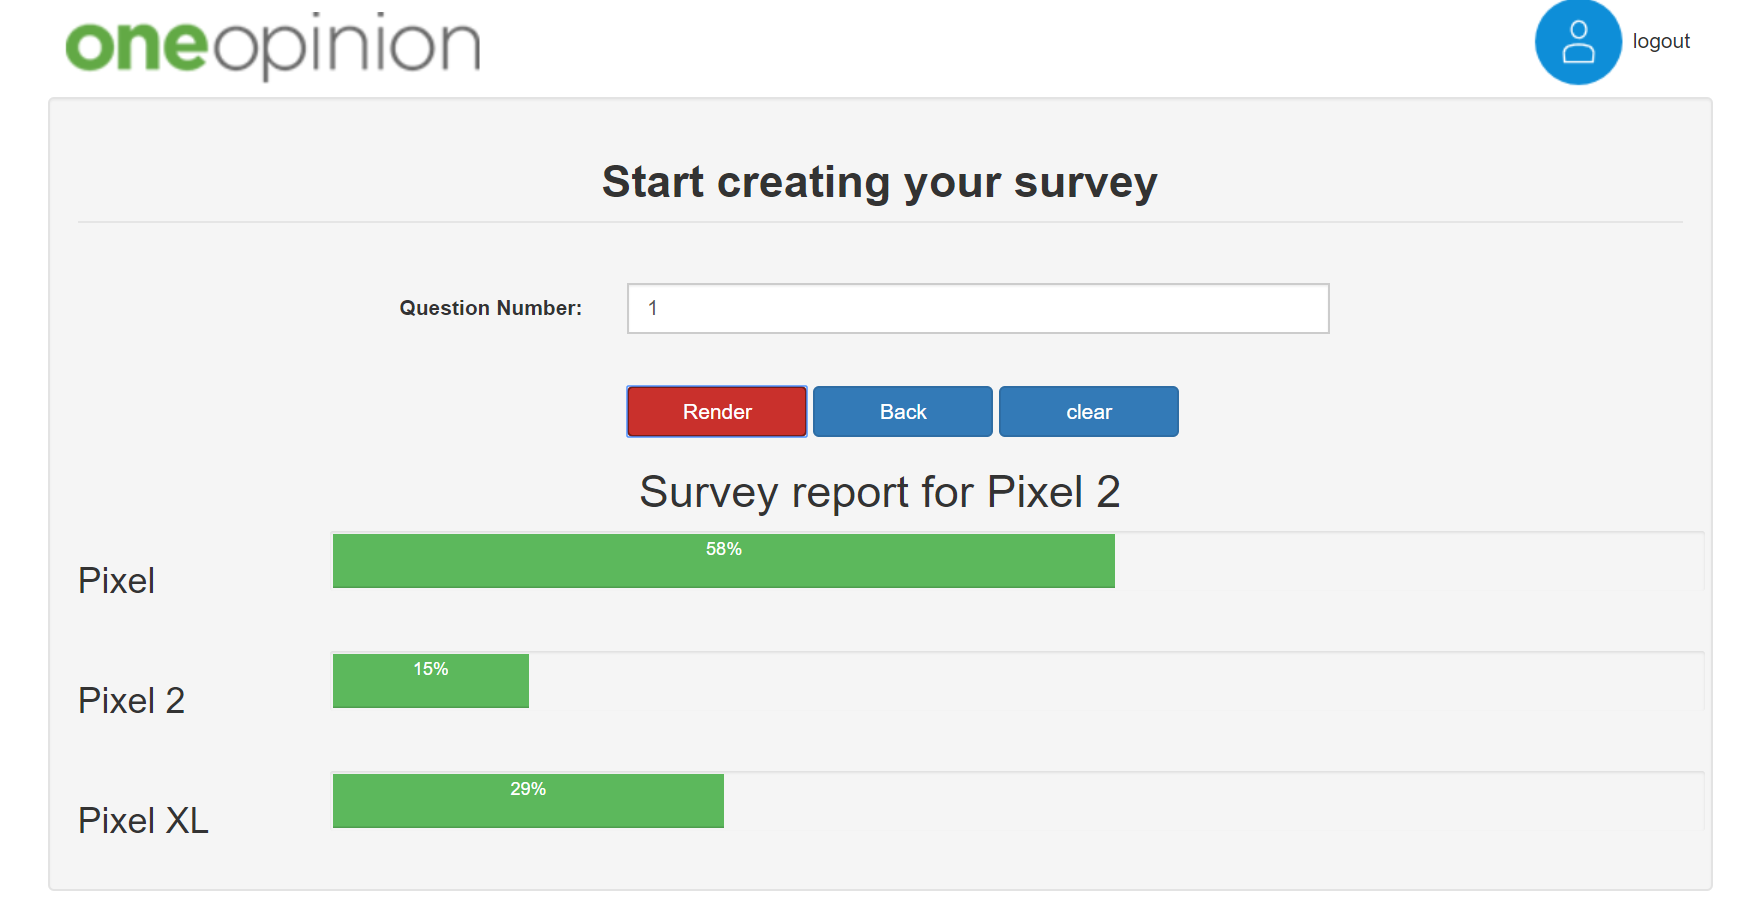 oneopinion
logout
Start creating your survey
Question Number:
1
Render Back clear
Survey report for Pixel 2
58%
Pixel
15%
Pixel 2
29%
Pixel XL